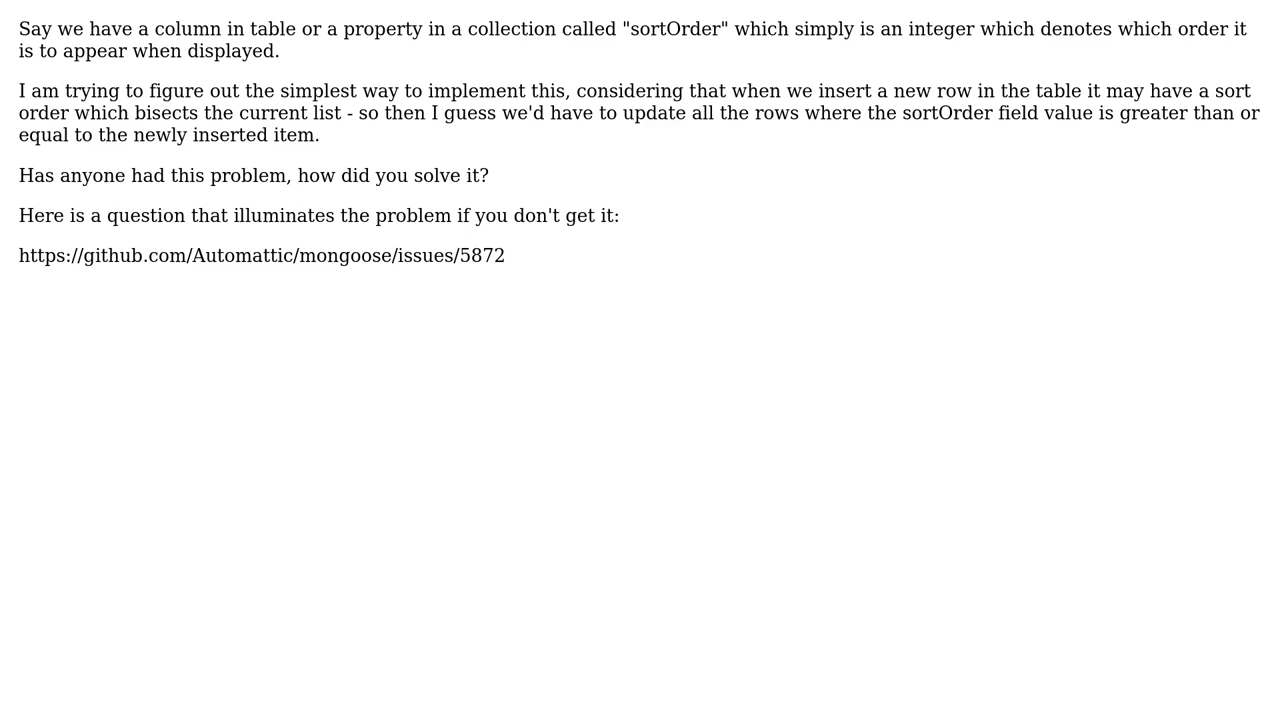 Say we have a column in table or a property in a collection called "sortOrder" which simply is an integer which denotes which order it
is to appear when displayed.
I am trying to figure out the simplest way to implement this, considering that when we insert a new row in the table it may have a sort
order which bisects the current list - so then I guess we'd have to update all the rows where the sortOrder field value is greater than or
equal to the newly inserted item.
Has anyone had this problem, how did you solve it?
Here is a question that illuminates the problem if you don't get it:
https://github.com/Automattic/mongoose/issues/5872